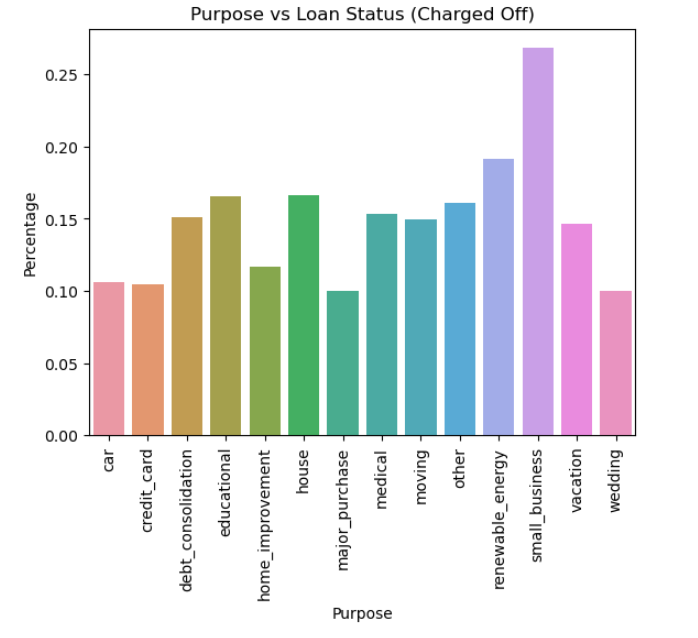 Purpose vs Loan Status (Charged Off)
0.25
0.20
0.15
0.10
0.05
0.00
Percentage
car
credit_card
debt_consolidation
educational
home_improvement
house
major_purchase
medical
moving
other
renewable_energy
small_business
vacation
wedding
Purpose